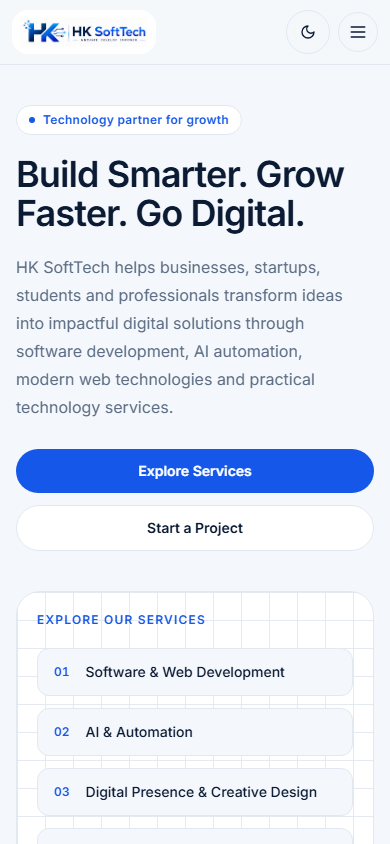 HK SoftTech
Technology partner for growth
Build Smarter. Grow
Faster. Go Digital.
HK SoftTech helps businesses, startups,
students and professionals transform ideas
into impactful digital solutions through
software development, AI automation,
modern web technologies and practical
technology services.
Explore Services
Start a Project
EXPLORE OUR SERVICES
01 Software & Web Development
02 AI & Automation
03 Digital Presence & Creative Design